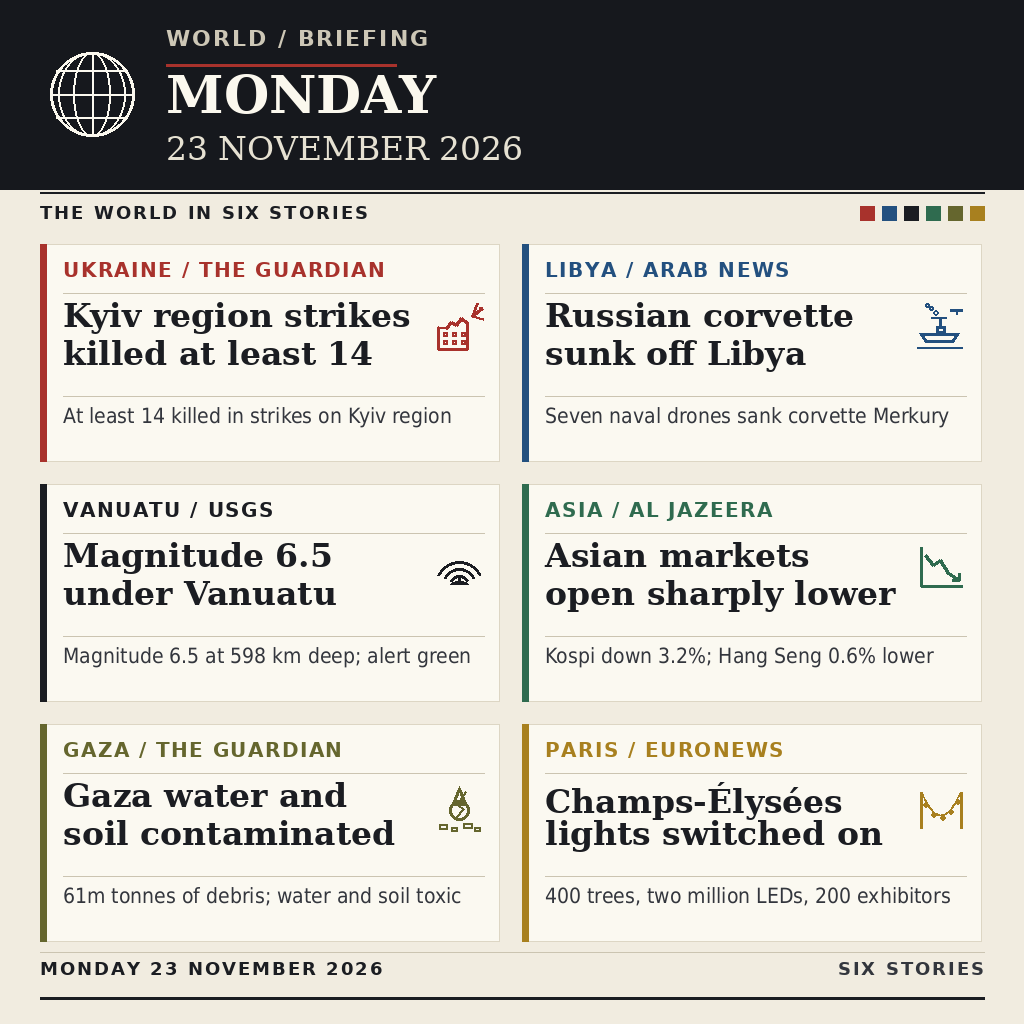 WORLD / BRIEFING
MONDAY
23 NOVEMBER 2026
THE WORLD IN SIX STORIES
UKRAINE / THE GUARDIAN
Kyiv region strikes
killed at least 14
At least 14 killed in strikes on Kyiv region
LIBYA / ARAB NEWS
Russian corvette
sunk off Libya
Seven naval drones sank corvette Merkury
VANUATU / USGS
Magnitude 6.5
under Vanuatu
Magnitude 6.5 at 598 km deep; alert green
ASIA / AL JAZEERA
Asian markets
open sharply lower
Kospi down 3.2%; Hang Seng 0.6% lower
GAZA / THE GUARDIAN
Gaza water and
soil contaminated
61m tonnes of debris; water and soil toxic
PARIS / EURONEWS
Champs-Élysées
lights switched on
400 trees, two million LEDs, 200 exhibitors
MONDAY 23 NOVEMBER 2026
SIX STORIES